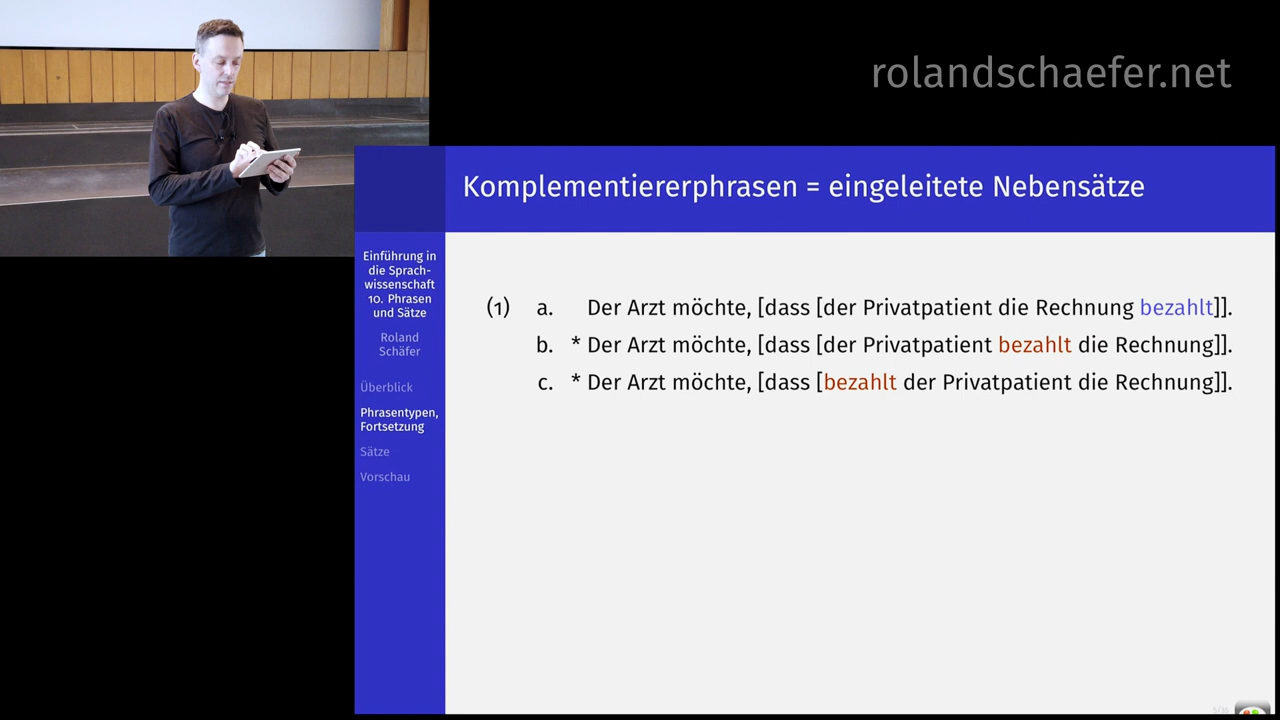 rolandschaefer.net
Komplementiererphrasen = eingeleitete Nebensätze
Einführung in
die Sprach-
wissenschaft
10. Phrasen
und Sätze
Roland
Schäfer
Überblick
Phrasentypen,
Fortsetzung
Sätze
Vorschau
(1) a. Der Arzt möchte, [dass [der Privatpatient die Rechnung bezahlt]].
b. * Der Arzt möchte, [dass [der Privatpatient bezahlt die Rechnung]].
c. * Der Arzt möchte, [dass [bezahlt der Privatpatient die Rechnung]].